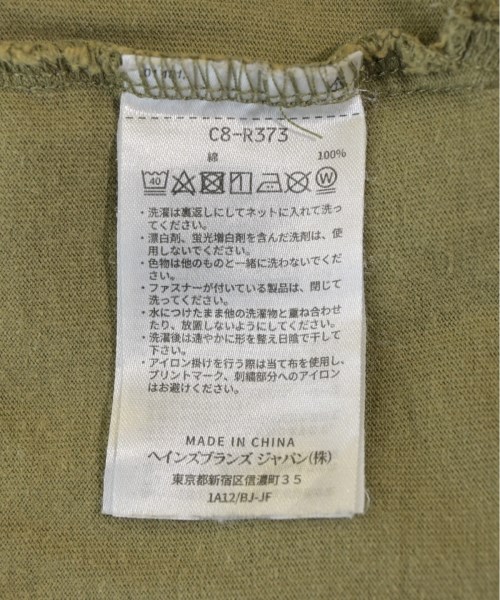 C8-R373
綿 100%
40
・洗濯は裏返しにしてネットに入れて洗っ
てください。
・漂白剤、蛍光増白剤を含んだ洗剤は、使
用しないでください。
・色物は他のものと一緒に洗わないでくだ
さい。
・ファスナーが付いている製品は、閉じて
洗ってください。
・水につけたまま他の洗濯物と重ね合わせ
たり、放置しないようにしてください。
・洗濯後は速やかに形を整え日陰で干して
下さい。
・アイロン掛けを行う際は当て布を使用し、
プリントマーク、刺繍部分へのアイロン
はお避けください。
MADE IN CHINA
ヘインズブランズ ジャパン(株)
東京都新宿区信濃町35
1A12/BJ-JF